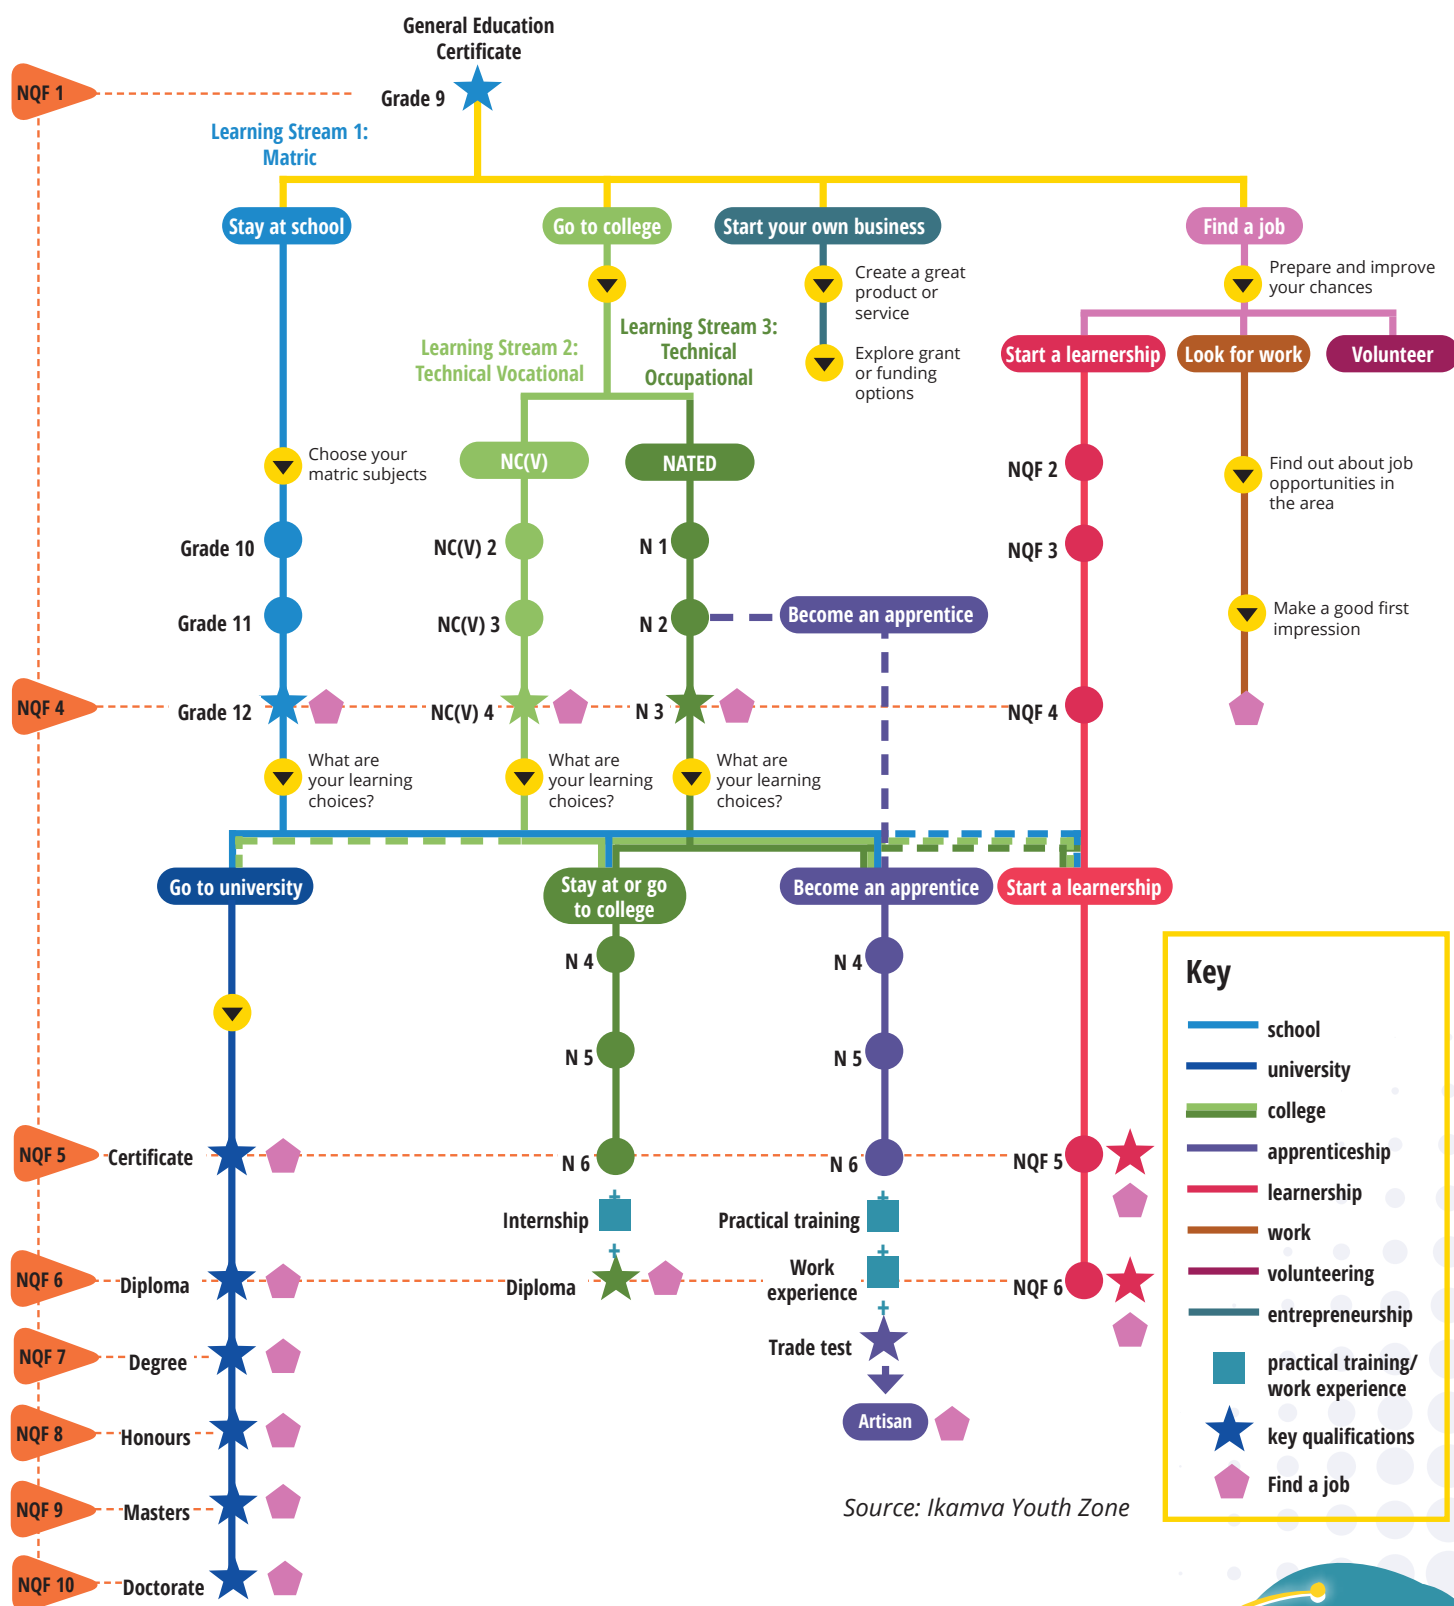 General Education
Certificate
NQF 1
Grade 9
Learning Stream 1:
Matric
Stay at school
Go to college
Start your own business
Find a job
Create a great
product or
service
Prepare and improve
your chances
Learning Stream 2:
Technical Vocational
Learning Stream 3:
Technical
Occupational
Explore grant
or funding
options
Start a learnership
Look for work
Volunteer
Choose your
matric subjects
NC(V)
NATED
NQF 2
Find out about job
opportunities in
the area
Grade 10
NC(V) 2
N 1
NQF 3
Grade 11
NC(V) 3
N 2
Become an apprentice
Make a good first
impression
NQF 4
Grade 12
NC(V) 4
N 3
NQF 4
What are
your learning
choices?
What are
your learning
choices?
What are
your learning
choices?
Go to university
Stay at or go
to college
Become an apprentice
Start a learnership
N 4
N 4
N 5
N 5
NQF 5
Certificate
N 6
N 6
NQF 5
Internship
Practical training
NQF 6
Diploma
Diploma
Work
experience
NQF 6
Trade test
NQF 7
Degree
Artisan
NQF 8
Honours
NQF 9
Masters
NQF 10
Doctorate
Key
school
university
college
apprenticeship
learnership
work
volunteering
entrepreneurship
practical training/
work experience
key qualifications
Find a job
Source: Ikamva Youth Zone